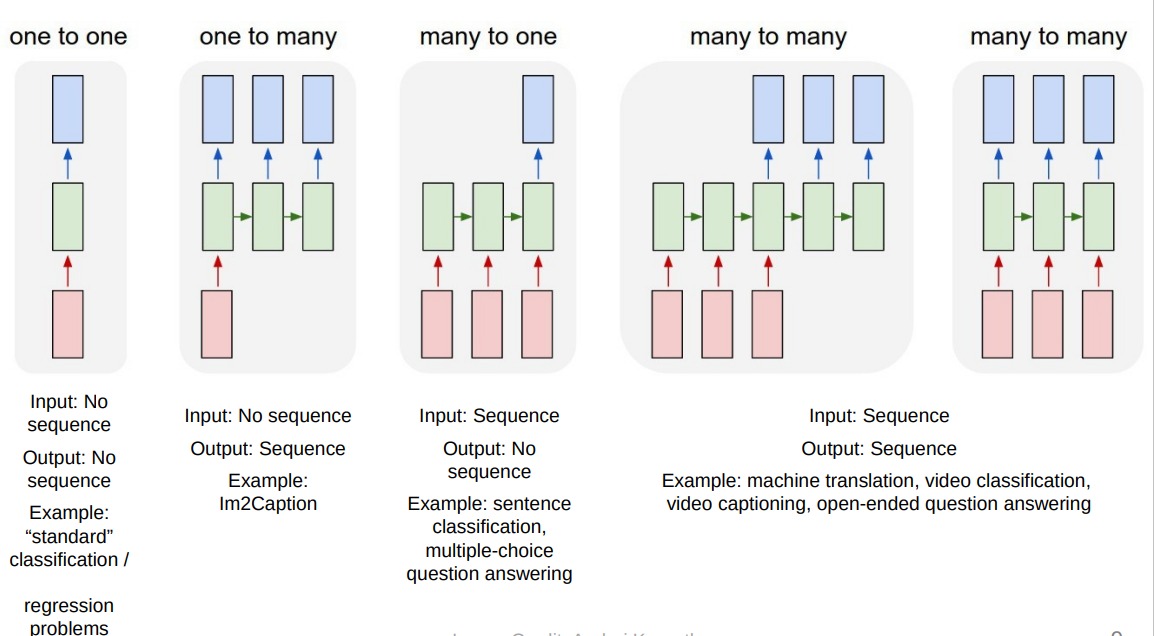 one to one
one to many
many to one
many to many
many to many
Input: No
sequence
Output: No
sequence
Example:
“standard”
classification /
regression
problems
Input: No sequence
Output: Sequence
Example:
Im2Caption
Input: Sequence
Output: No
sequence
Example: sentence
classification,
multiple-choice
question answering
Input: Sequence
Output: Sequence
Example: machine translation, video classification,
video captioning, open-ended question answering